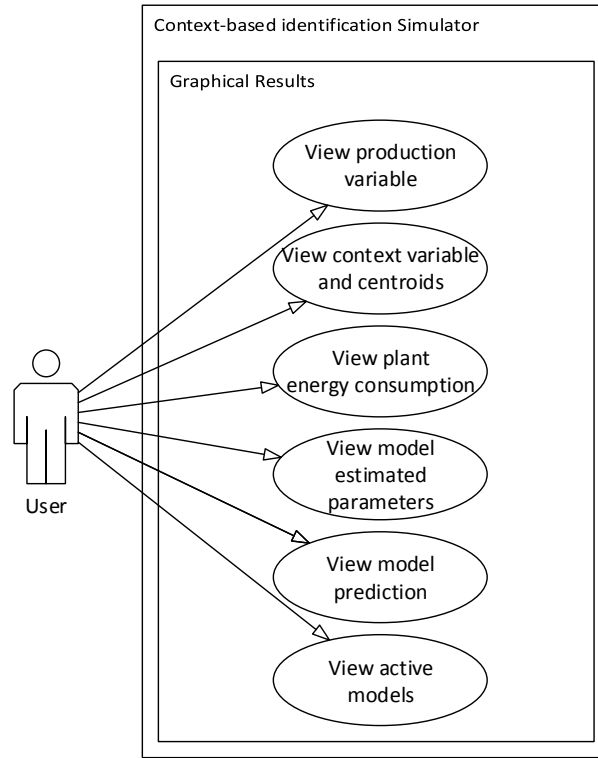 Context-based identification Simulator
Graphical Results
View production
variable
View context variable
and centroids
View plant
energy consumption
View model
estimated
parameters
View model
prediction
View active
models
User